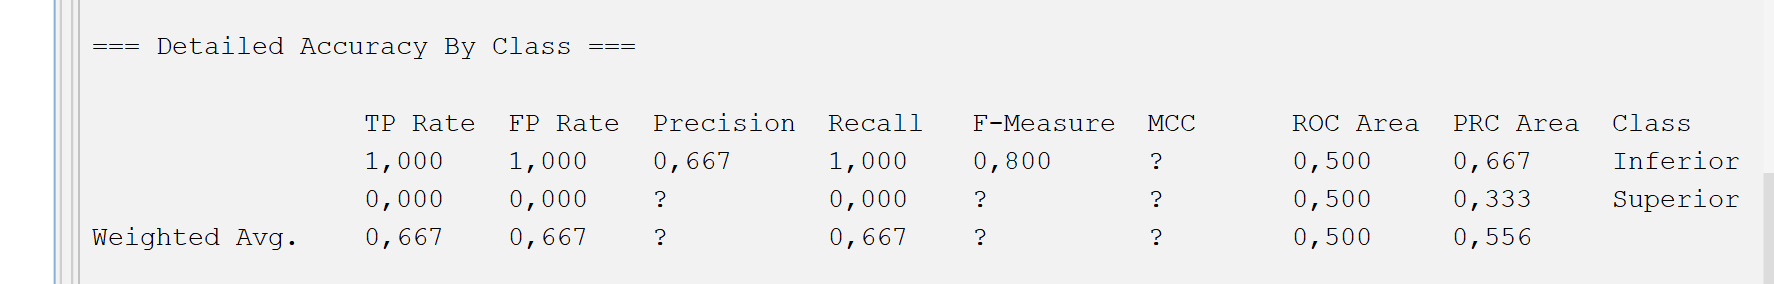 === Detailed Accuracy By Class ===
TP Rate FP Rate Precision Recall F-Measure MCC ROC Area PRC Area Class
1,000 1,000 0,667 1,000 0,800 ? 0,500 0,667 Inferior
0,000 0,000 ? 0,000 ? ? 0,500 0,333 Superior
Weighted Avg. 0,667 0,667 ? 0,667 ? ? 0,500 0,556